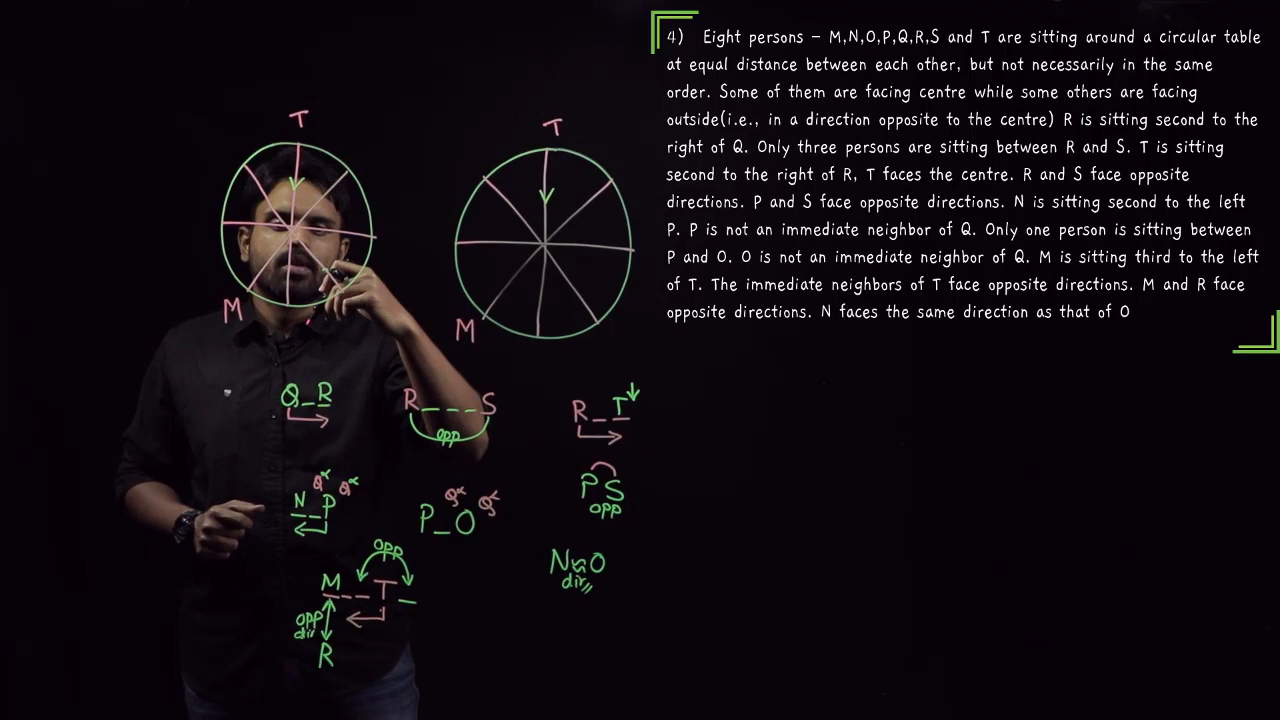 4) Eight persons – M,N,O,P,Q,R,S and T are sitting around a circular table
at equal distance between each other, but not necessarily in the same
order. Some of them are facing centre while some others are facing
outside(i.e., in a direction opposite to the centre) R is sitting second to the
right of Q. Only three persons are sitting between R and S. T is sitting
second to the right of R, T faces the centre. R and S face opposite
directions. P and S face opposite directions. N is sitting second to the left
P. P is not an immediate neighbor of Q. Only one person is sitting between
P and O. O is not an immediate neighbor of Q. M is sitting third to the left
of T. The immediate neighbors of T face opposite directions. M and R face
opposite directions. N faces the same direction as that of O
T
T
M
M
Q _ R
R _ _ _ S
opp
R _ T
P S
opp
Q Q
N _ P
Q Q
P _ O
N O
dir
opp
M _ _ T _
opp
dir
R